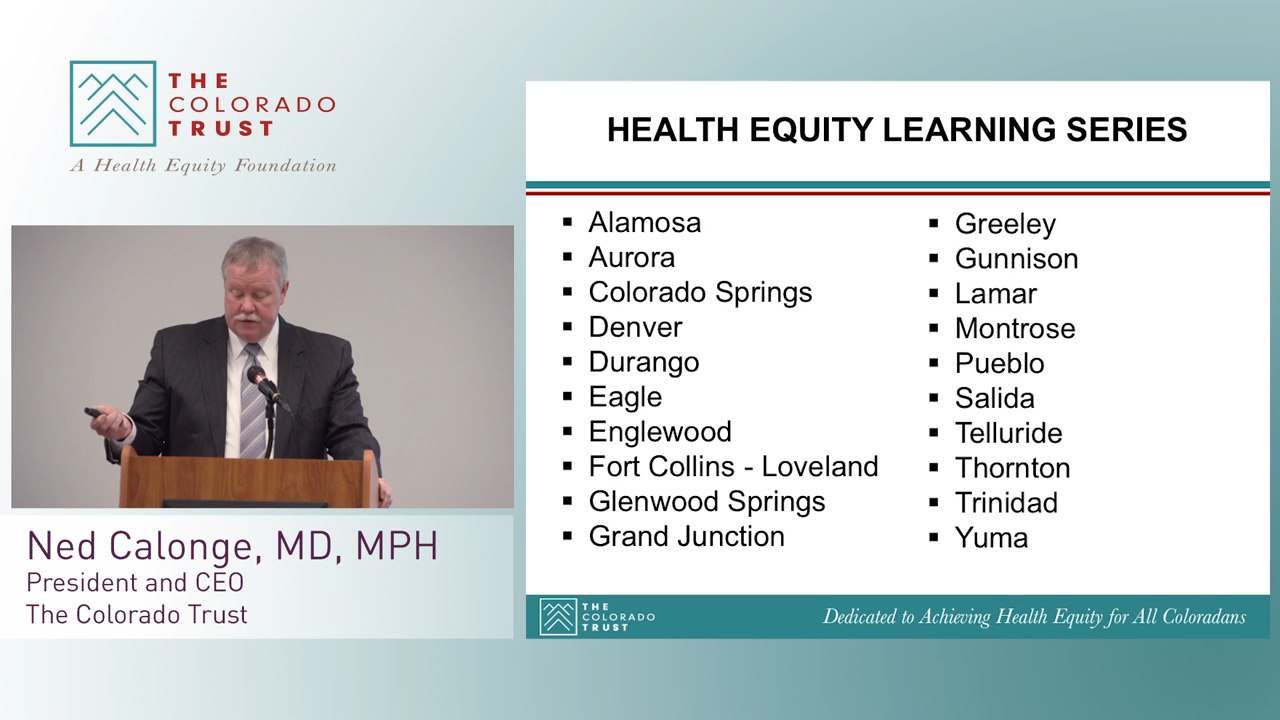 THE
COLORADO
TRUST
A Health Equity Foundation
Ned Calonge, MD, MPH
President and CEO
The Colorado Trust
HEALTH EQUITY LEARNING SERIES
Alamosa
Aurora
Colorado Springs
Denver
Durango
Eagle
Englewood
Fort Collins - Loveland
Glenwood Springs
Grand Junction
Greeley
Gunnison
Lamar
Montrose
Pueblo
Salida
Telluride
Thornton
Trinidad
Yuma
THE
COLORADO
TRUST
Dedicated to Achieving Health Equity for All Coloradans